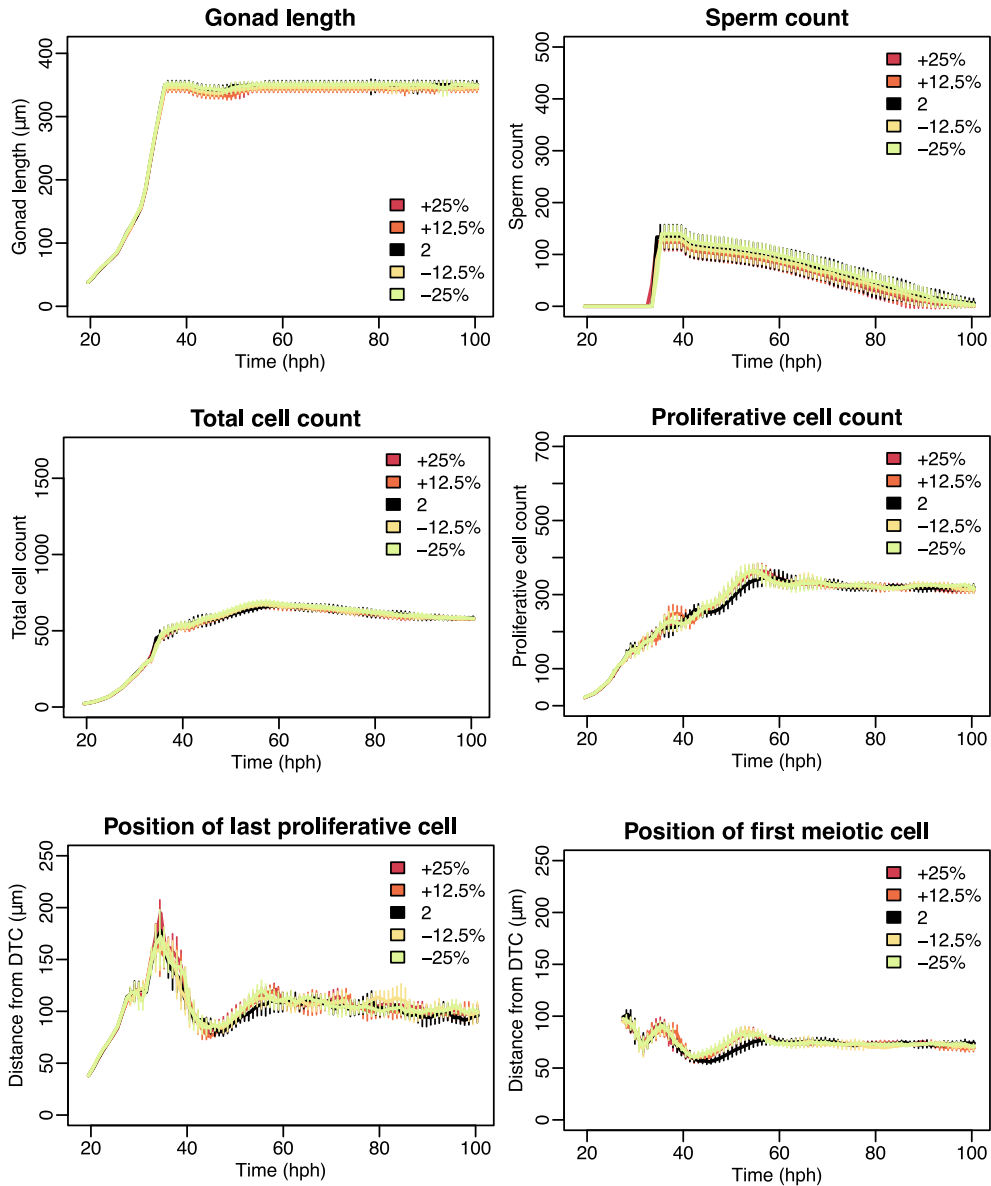 Gonad length
Gonad length (µm)
400
300
200
100
0
+25%
+12.5%
2
−12.5%
−25%
20 40 60 80 100
Time (hph)
Sperm count
Sperm count
500
400
300
200
100
0
+25%
+12.5%
2
−12.5%
−25%
20 40 60 80 100
Time (hph)
Total cell count
Total cell count
1500
1000
500
0
+25%
+12.5%
2
−12.5%
−25%
20 40 60 80 100
Time (hph)
Proliferative cell count
Proliferative cell count
700
500
300
100
0
+25%
+12.5%
2
−12.5%
−25%
20 40 60 80 100
Time (hph)
Position of last proliferative cell
Distance from DTC (µm)
250
200
150
100
50
0
+25%
+12.5%
2
−12.5%
−25%
20 40 60 80 100
Time (hph)
Position of first meiotic cell
Distance from DTC (µm)
250
200
150
100
50
0
+25%
+12.5%
2
−12.5%
−25%
20 40 60 80 100
Time (hph)